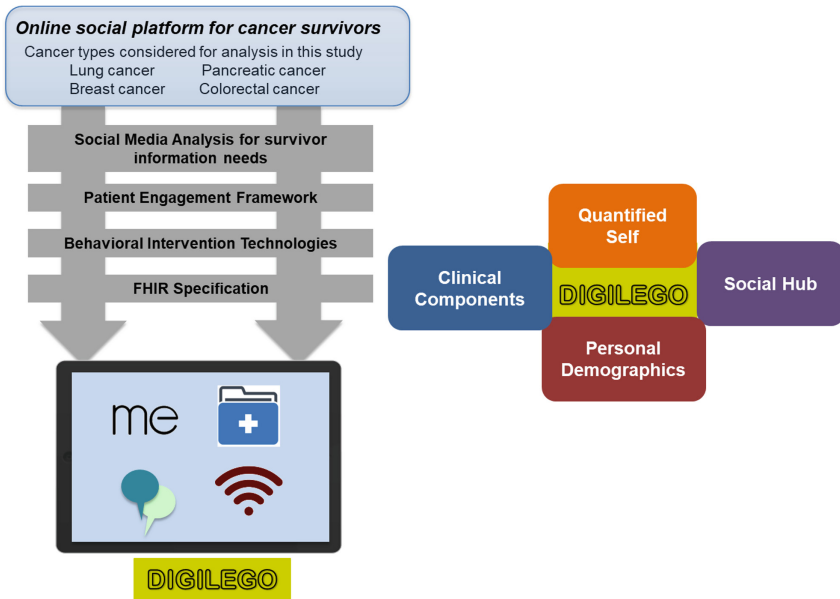 Online social platform for cancer survivors
Cancer types considered for analysis in this study
Lung cancer Pancreatic cancer
Breast cancer Colorectal cancer
Social Media Analysis for survivor
information needs
Patient Engagement Framework
Behavioral Intervention Technologies
FHIR Specification
me
DIGILEGO
Quantified
Self
Clinical
Components
DIGILEGO
Social Hub
Personal
Demographics